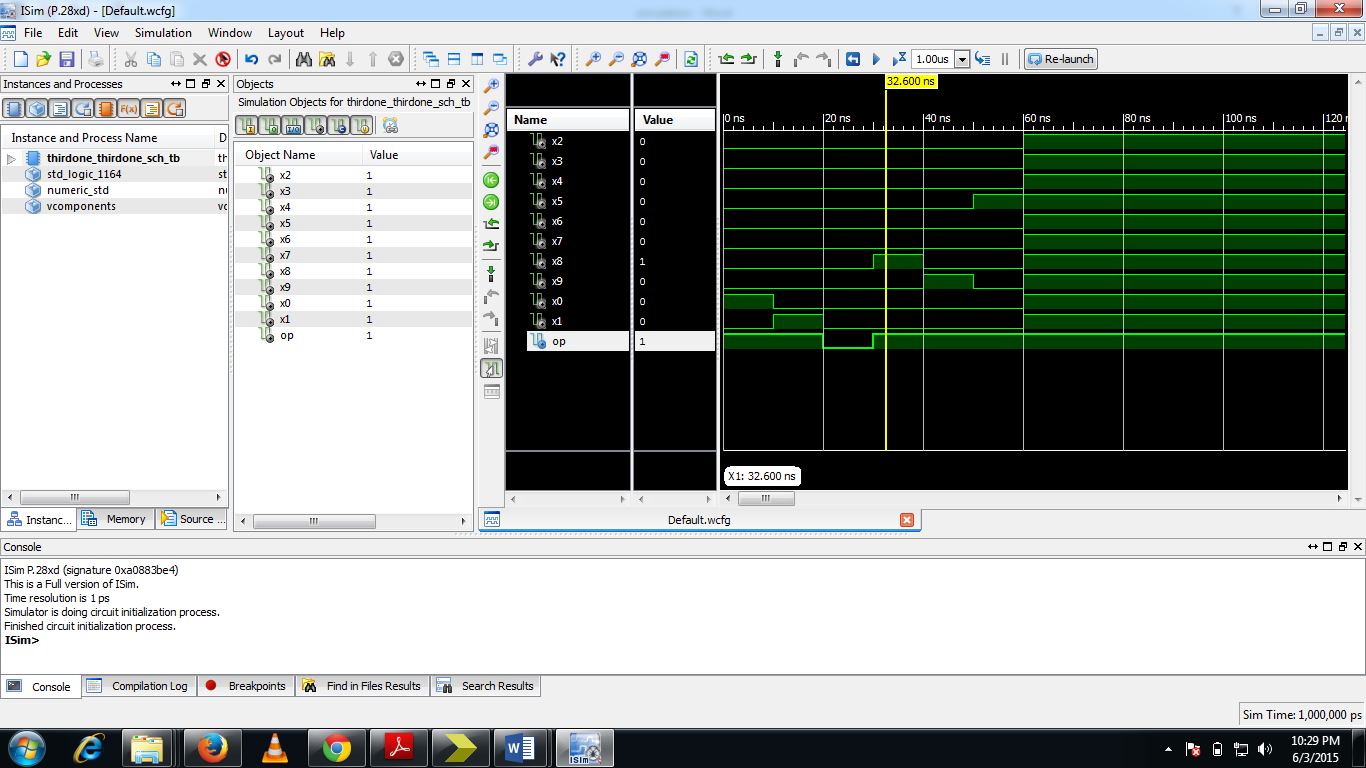 ISim (P.28xd) - [Default.wcfg]
File Edit View Simulation Window Layout Help
1.00us Re-launch
Instances and Processes
Instance and Process Name D
thirdone_thirdone_sch_tb th
std_logic_1164 st
numeric_std nu
vcomponents vc
Instanc... Memory Source ...
Objects
Simulation Objects for thirdone_thirdone_sch_tb
Object Name Value
x2 1
x3 1
x4 1
x5 1
x6 1
x7 1
x8 1
x9 1
x0 1
x1 1
op 1
Name Value
x2 0
x3 0
x4 0
x5 0
x6 0
x7 0
x8 1
x9 0
x0 0
x1 0
op 1
32.600 ns
0 ns 20 ns 40 ns 60 ns 80 ns 100 ns 120 n
X1: 32.600 ns
Default.wcfg
Console
ISim P.28xd (signature 0xa0883be4)
This is a Full version of ISim.
Time resolution is 1 ps
Simulator is doing circuit initialization process.
Finished circuit initialization process.
ISim>
Console Compilation Log Breakpoints Find in Files Results Search Results
Sim Time: 1,000,000 ps
ISim
10:29 PM
6/3/2015